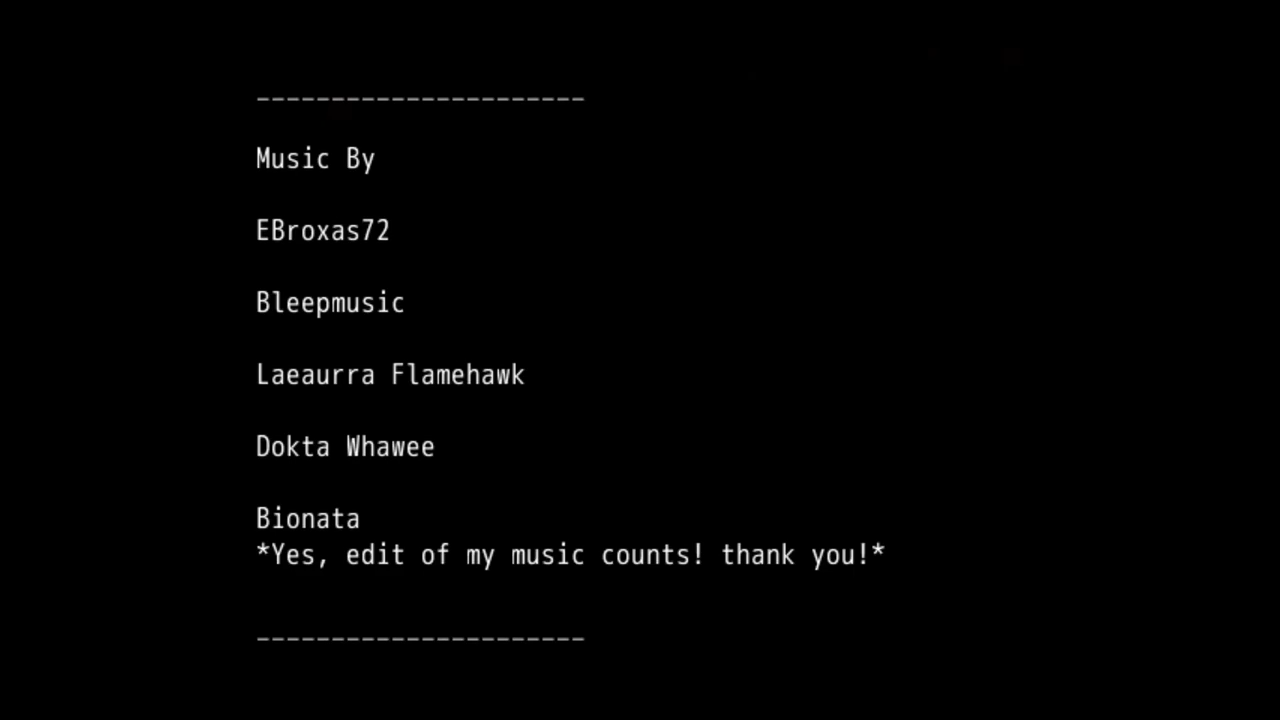 ----------------------
Music By
EBroxas72
Bleepmusic
Laeaurra Flamehawk
Dokta Whawee
Bionata
*Yes, edit of my music counts! thank you!*
----------------------